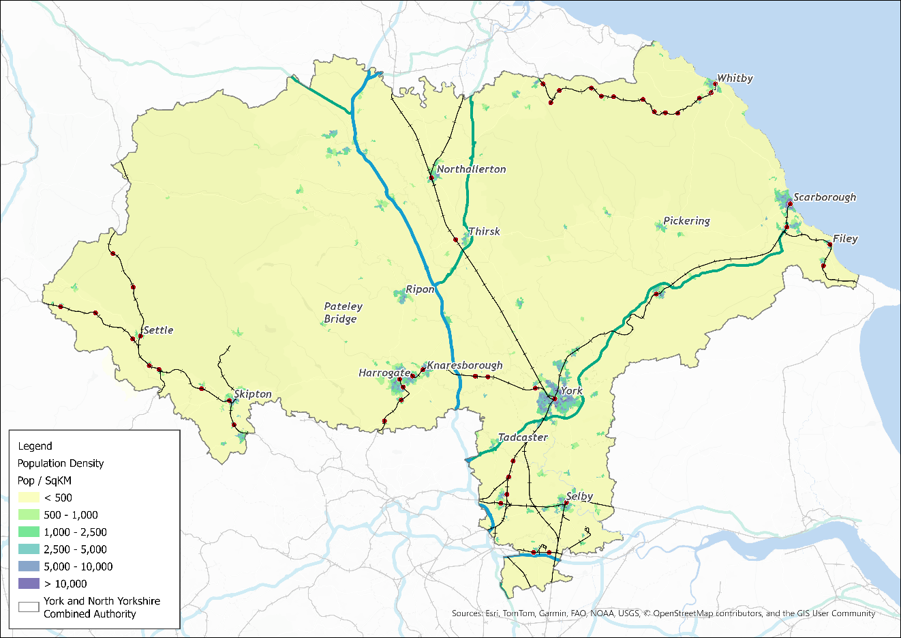 Whitby
Northallerton
Scarborough
Pickering
Thirsk
Filey
Ripon
Pateley
Bridge
Settle
Knaresborough
Harrogate
Skipton
York
Tadcaster
Selby
Legend
Population Density
Pop / SqKM
< 500
500 - 1,000
1,000 - 2,500
2,500 - 5,000
5,000 - 10,000
> 10,000
York and North Yorkshire
Combined Authority
Sources: Esri, TomTom, Garmin, FAO, NOAA, USGS, © OpenStreetMap contributors, and the GIS User Community